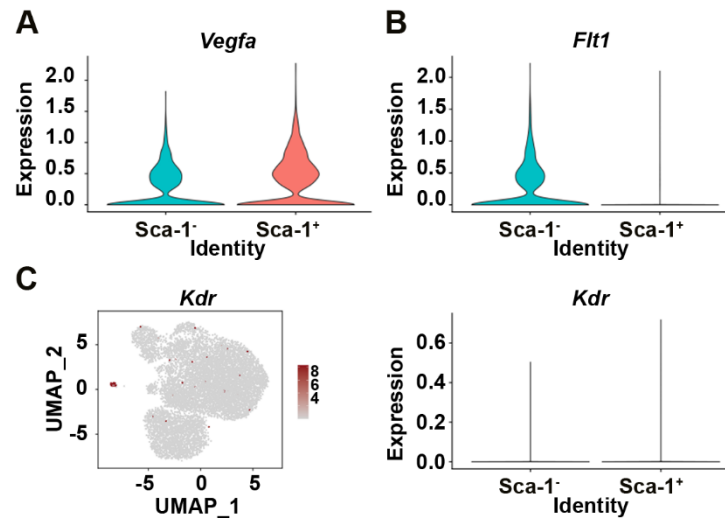 A
Vegfa
Expression
2.0
1.5
1.0
0.5
0.0
Sca-1⁻
Sca-1⁺
Identity
B
Flt1
Expression
2.0
1.5
1.0
0.5
0.0
Sca-1⁻
Sca-1⁺
Identity
C
Kdr
UMAP_2
5
0
-5
-5
0
5
UMAP_1
8
6
4
Kdr
Expression
0.6
0.4
0.2
0.0
Sca-1⁻
Sca-1⁺
Identity